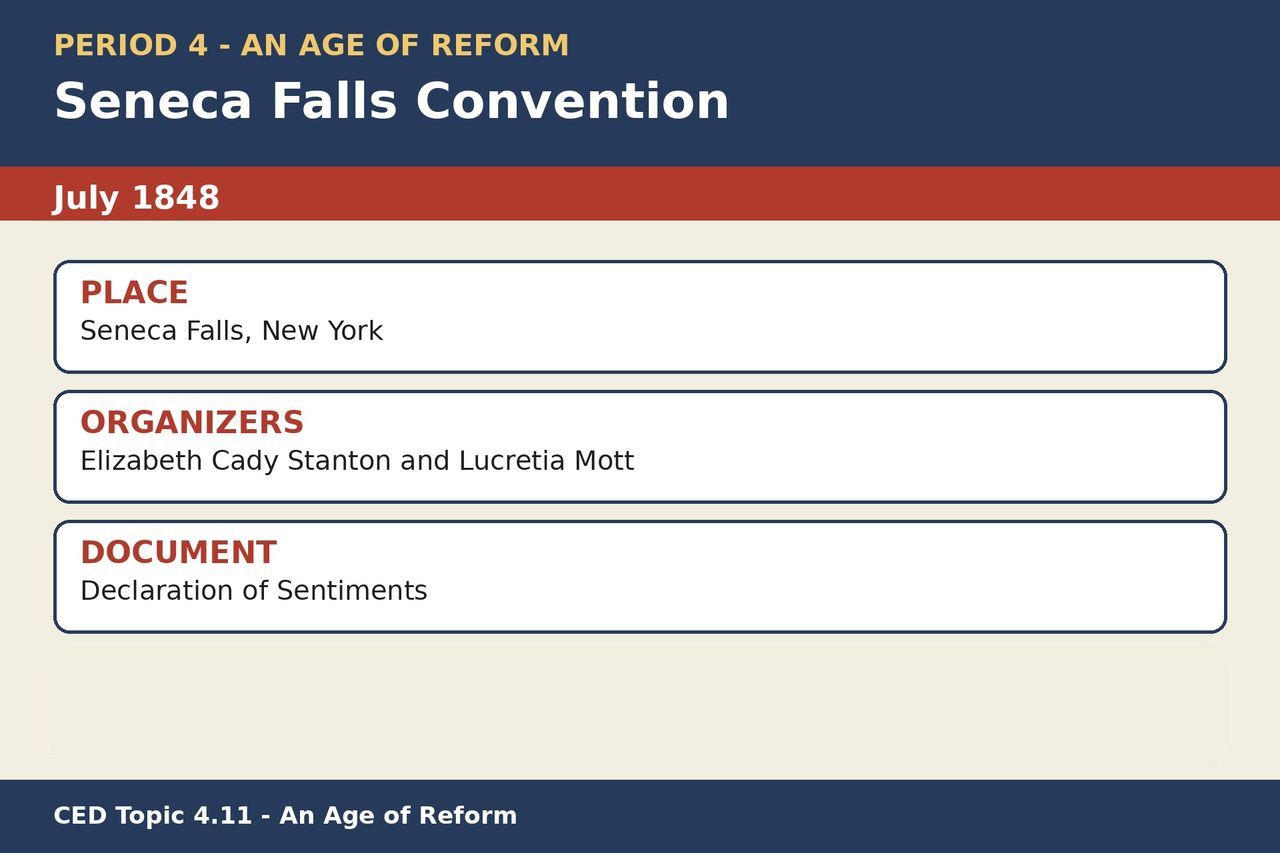 PERIOD 4 - AN AGE OF REFORM
Seneca Falls Convention
July 1848
PLACE
Seneca Falls, New York
ORGANIZERS
Elizabeth Cady Stanton and Lucretia Mott
DOCUMENT
Declaration of Sentiments
CED Topic 4.11 - An Age of Reform